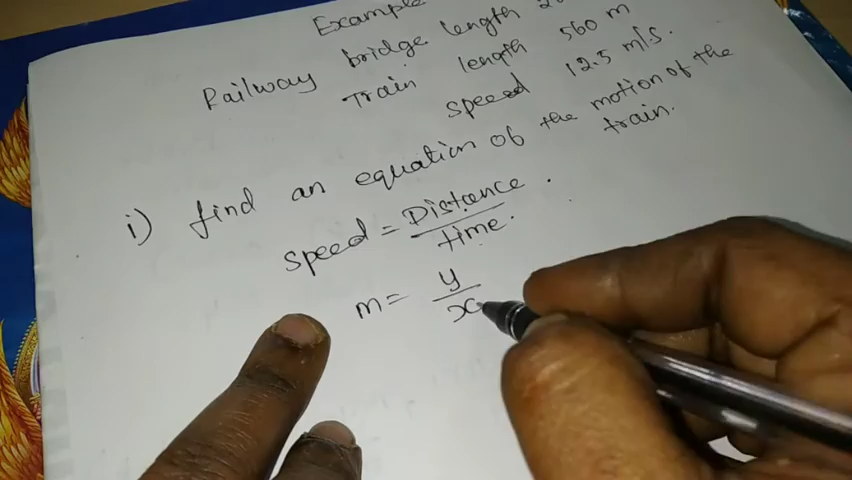 Example
Railway bridge length 20
Train length 560 m
speed 12.5 m/s.
i) find an equation of the motion of the
train.
speed = Distance / time.
m = y / x